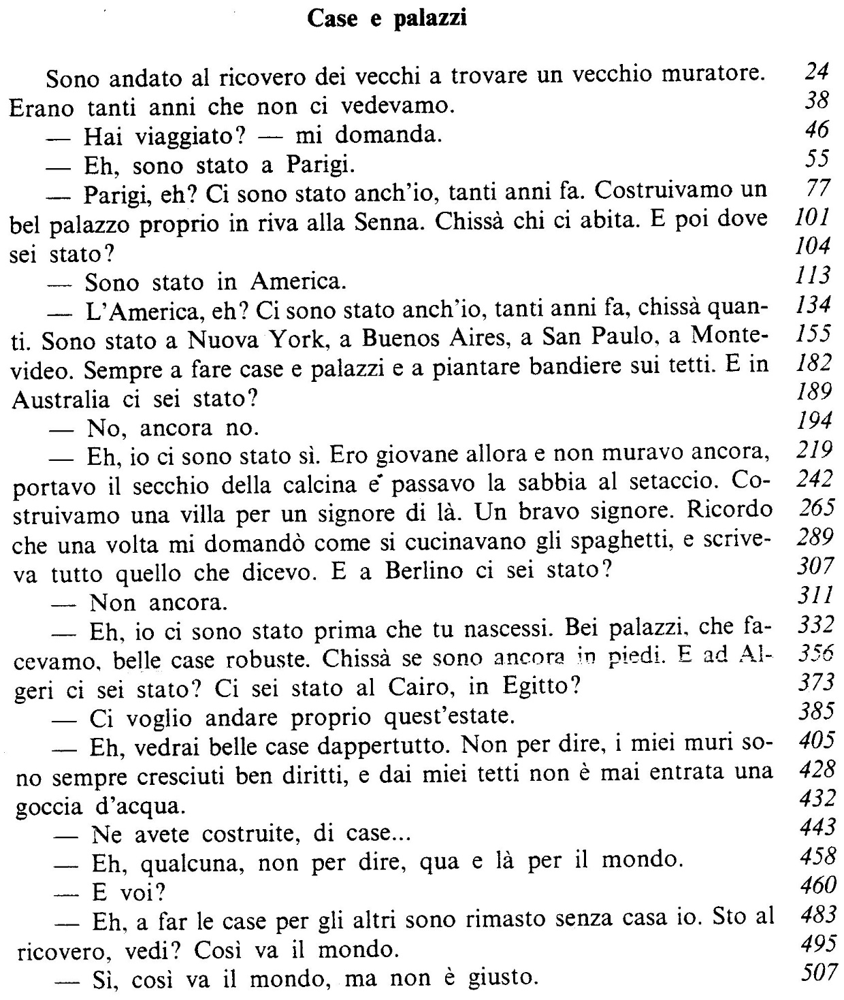 Case e palazzi
Sono andato al ricovero dei vecchi a trovare un vecchio muratore. 24
Erano tanti anni che non ci vedevamo. 38
— Hai viaggiato? — mi domanda. 46
— Eh, sono stato a Parigi. 55
— Parigi, eh? Ci sono stato anch'io, tanti anni fa. Costruivamo un 77
bel palazzo proprio in riva alla Senna. Chissà chi ci abita. E poi dove 101
sei stato? 104
— Sono stato in America. 113
— L'America, eh? Ci sono stato anch'io, tanti anni fa, chissà quan- 134
ti. Sono stato a Nuova York, a Buenos Aires, a San Paulo, a Monte- 155
video. Sempre a fare case e palazzi e a piantare bandiere sui tetti. E in 182
Australia ci sei stato? 189
— No, ancora no. 194
— Eh, io ci sono stato sì. Ero giovane allora e non muravo ancora, 219
portavo il secchio della calcina e passavo la sabbia al setaccio. Co- 242
struivamo una villa per un signore di là. Un bravo signore. Ricordo 265
che una volta mi domandò come si cucinavano gli spaghetti, e scrive- 289
va tutto quello che dicevo. E a Berlino ci sei stato? 307
— Non ancora. 311
— Eh, io ci sono stato prima che tu nascessi. Bei palazzi, che fa- 332
cevamo, belle case robuste. Chissà se sono ancora in piedi. E ad Al- 356
geri ci sei stato? Ci sei stato al Cairo, in Egitto? 373
— Ci voglio andare proprio quest'estate. 385
— Eh, vedrai belle case dappertutto. Non per dire, i miei muri so- 405
no sempre cresciuti ben diritti, e dai miei tetti non è mai entrata una 428
goccia d'acqua. 432
— Ne avete costruite, di case... 443
— Eh, qualcuna, non per dire, qua e là per il mondo. 458
— E voi? 460
— Eh, a far le case per gli altri sono rimasto senza casa io. Sto al 483
ricovero, vedi? Così va il mondo. 495
— Sì, così va il mondo, ma non è giusto. 507